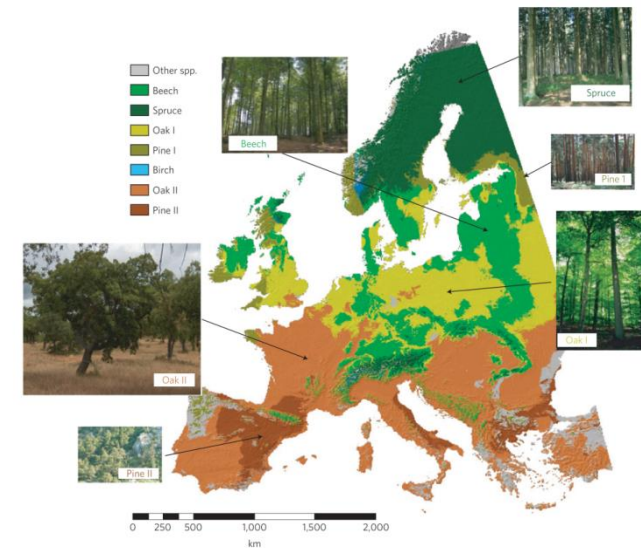 Other spp.
Beech
Spruce
Oak I
Pine I
Birch
Oak II
Pine II
Beech
Spruce
Pine 1
Oak I
Oak II
Pine II
0 125 250 500 1,000 1,500 2,000
km